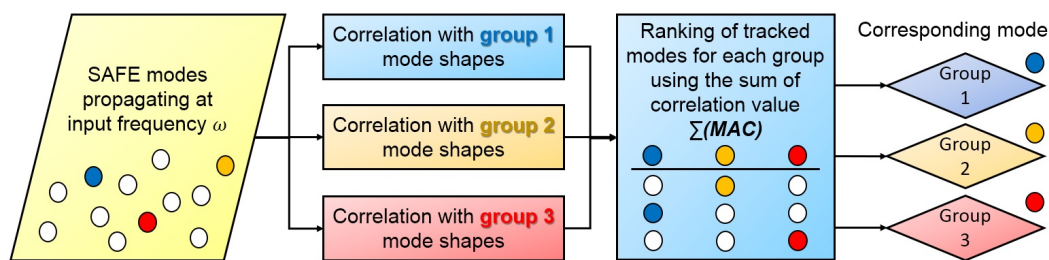 SAFE modes
propagating at
input frequency ω
Correlation with group 1
mode shapes
Correlation with group 2
mode shapes
Correlation with group 3
mode shapes
Ranking of tracked
modes for each group
using the sum of
correlation value
∑(MAC)
Corresponding mode
Group
1
Group
2
Group
3